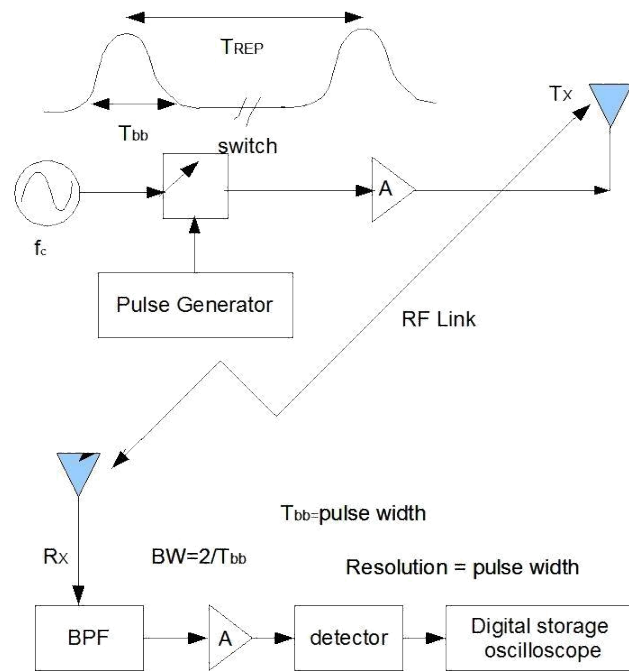 TREP
TX
Tbb
switch
A
fc
Pulse Generator
RF Link
Tbb=pulse width
RX
BW=2/Tbb
Resolution = pulse width
BPF
A
detector
Digital storage
oscilloscope